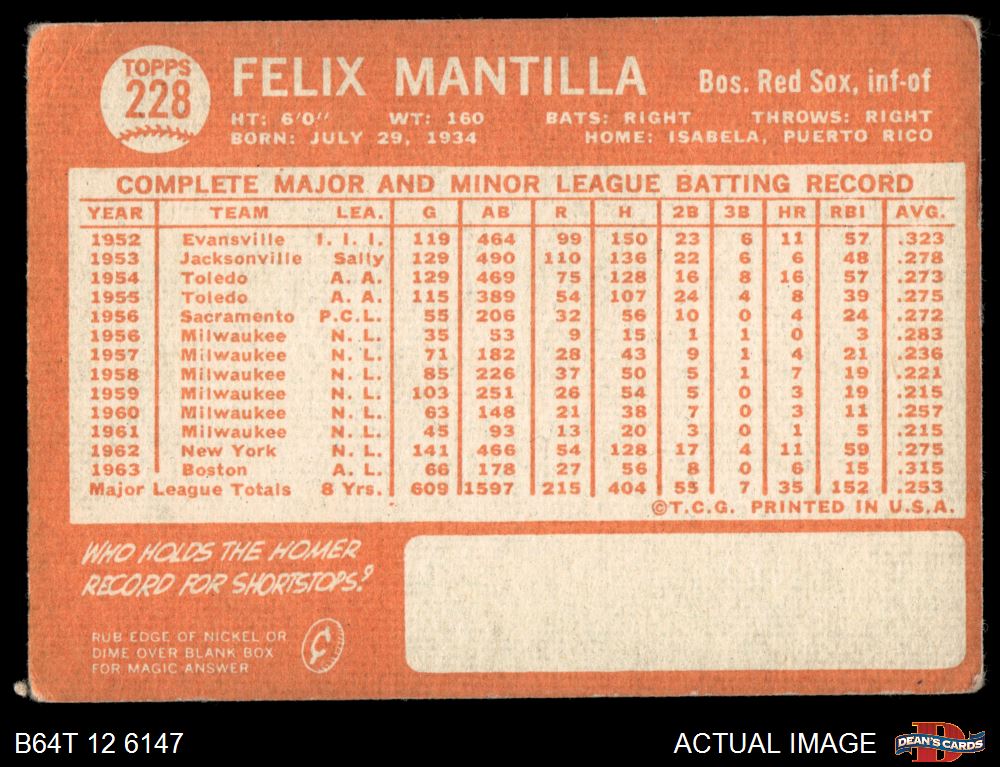 TOPPS
228
FELIX MANTILLA
Bos. Red Sox, inf-of
HT: 6'0" WT: 160 BATS: RIGHT THROWS: RIGHT
BORN: JULY 29, 1934 HOME: ISABELA, PUERTO RICO
COMPLETE MAJOR AND MINOR LEAGUE BATTING RECORD
YEAR TEAM LEA. G AB R H 2B 3B HR RBI AVG.
1952 Evansville I. I. I. 119 464 99 150 23 6 11 57 .323
1953 Jacksonville Sally 129 490 110 136 22 6 6 48 .278
1954 Toledo A. A. 129 469 75 128 16 8 16 57 .273
1955 Toledo A. A. 115 389 54 107 24 4 8 39 .275
1956 Sacramento P.C.L. 55 206 32 56 10 0 4 24 .272
1956 Milwaukee N. L. 35 53 9 15 1 1 0 3 .283
1957 Milwaukee N. L. 71 182 28 43 9 1 4 21 .236
1958 Milwaukee N. L. 85 226 37 50 5 1 7 19 .221
1959 Milwaukee N. L. 103 251 26 54 5 0 3 19 .215
1960 Milwaukee N. L. 63 148 21 38 7 0 3 11 .257
1961 Milwaukee N. L. 45 93 13 20 3 0 1 5 .215
1962 New York N. L. 141 466 54 128 17 4 11 59 .275
1963 Boston A. L. 66 178 27 56 8 0 6 15 .315
Major League Totals 8 Yrs. 609 1597 215 404 55 7 35 152 .253
©T.C.G. PRINTED IN U.S.A.
WHO HOLDS THE HOMER
RECORD FOR SHORTSTOPS?
RUB EDGE OF NICKEL OR
DIME OVER BLANK BOX
FOR MAGIC ANSWER
¢
B64T 12 6147
ACTUAL IMAGE
D
DEAN'S CARDS